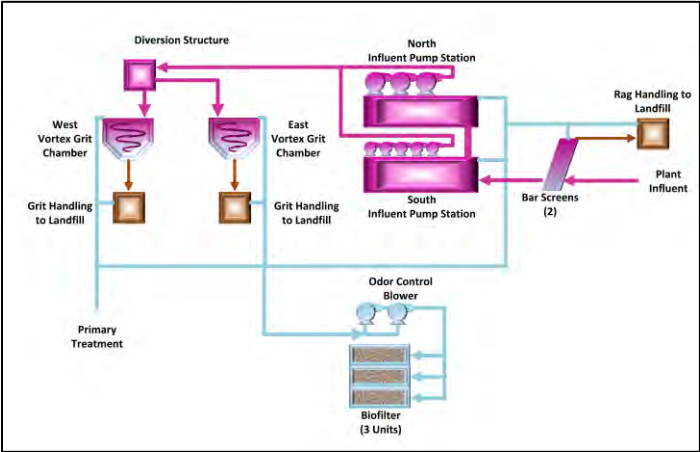 Diversion Structure
North
Influent Pump Station
Rag Handling to
Landfill
West
Vortex Grit
Chamber
East
Vortex Grit
Chamber
Plant
Influent
Bar Screens
(2)
Grit Handling
to Landfill
Grit Handling
to Landfill
South
Influent Pump Station
Odor Control
Blower
Primary
Treatment
Biofilter
(3 Units)